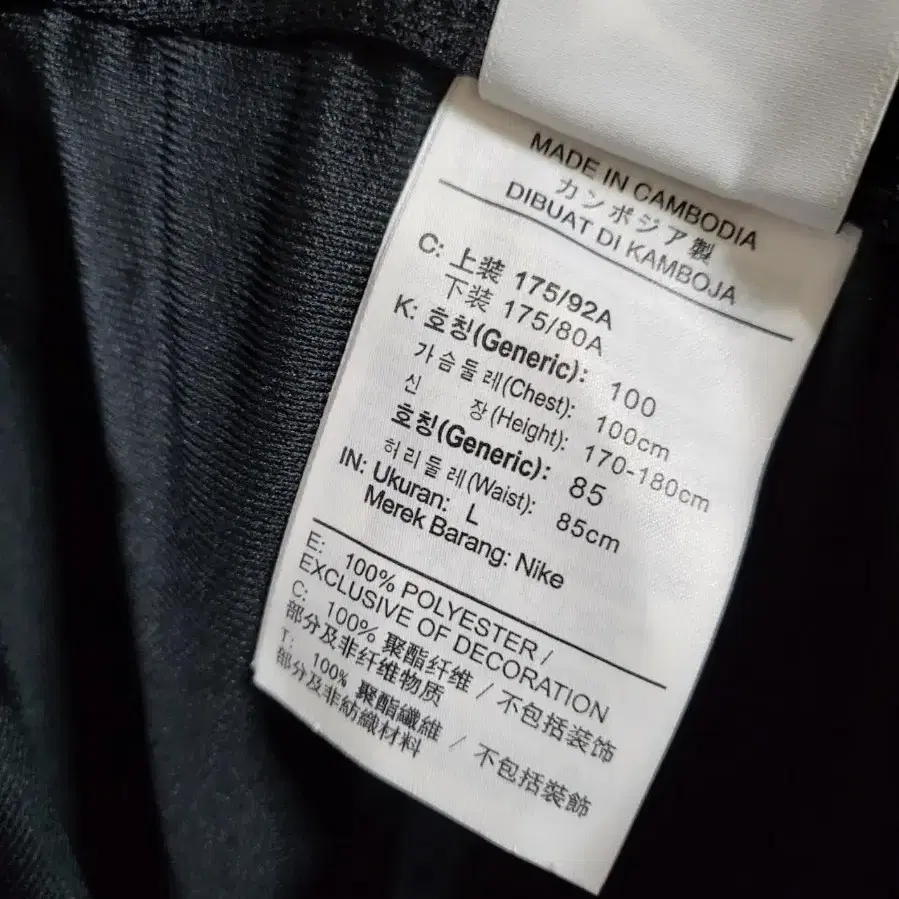 MADE IN CAMBODIA
カンボジア製
DIBUAT DI KAMBOJA
C: 上装 175/92A
下装 175/80A
K: 호칭(Generic): 100
가슴둘레(Chest): 100cm
신 장(Height): 170-180cm
호칭(Generic): 85
허리둘레(Waist): 85cm
IN: Ukuran: L
Merek Barang: Nike
E: 100% POLYESTER /
EXCLUSIVE OF DECORATION
C: 100% 聚酯纤维 / 不包括装饰
部分及非纤维物质
T: 100% 聚酯纖維 / 不包括裝飾
部分及非紡織材料